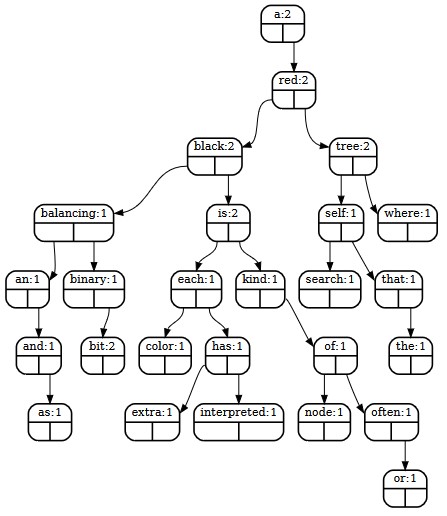 a:2
red:2
black:2
tree:2
balancing:1
is:2
self:1
where:1
an:1
binary:1
each:1
kind:1
search:1
that:1
and:1
bit:2
color:1
has:1
of:1
the:1
as:1
extra:1
interpreted:1
node:1
often:1
or:1